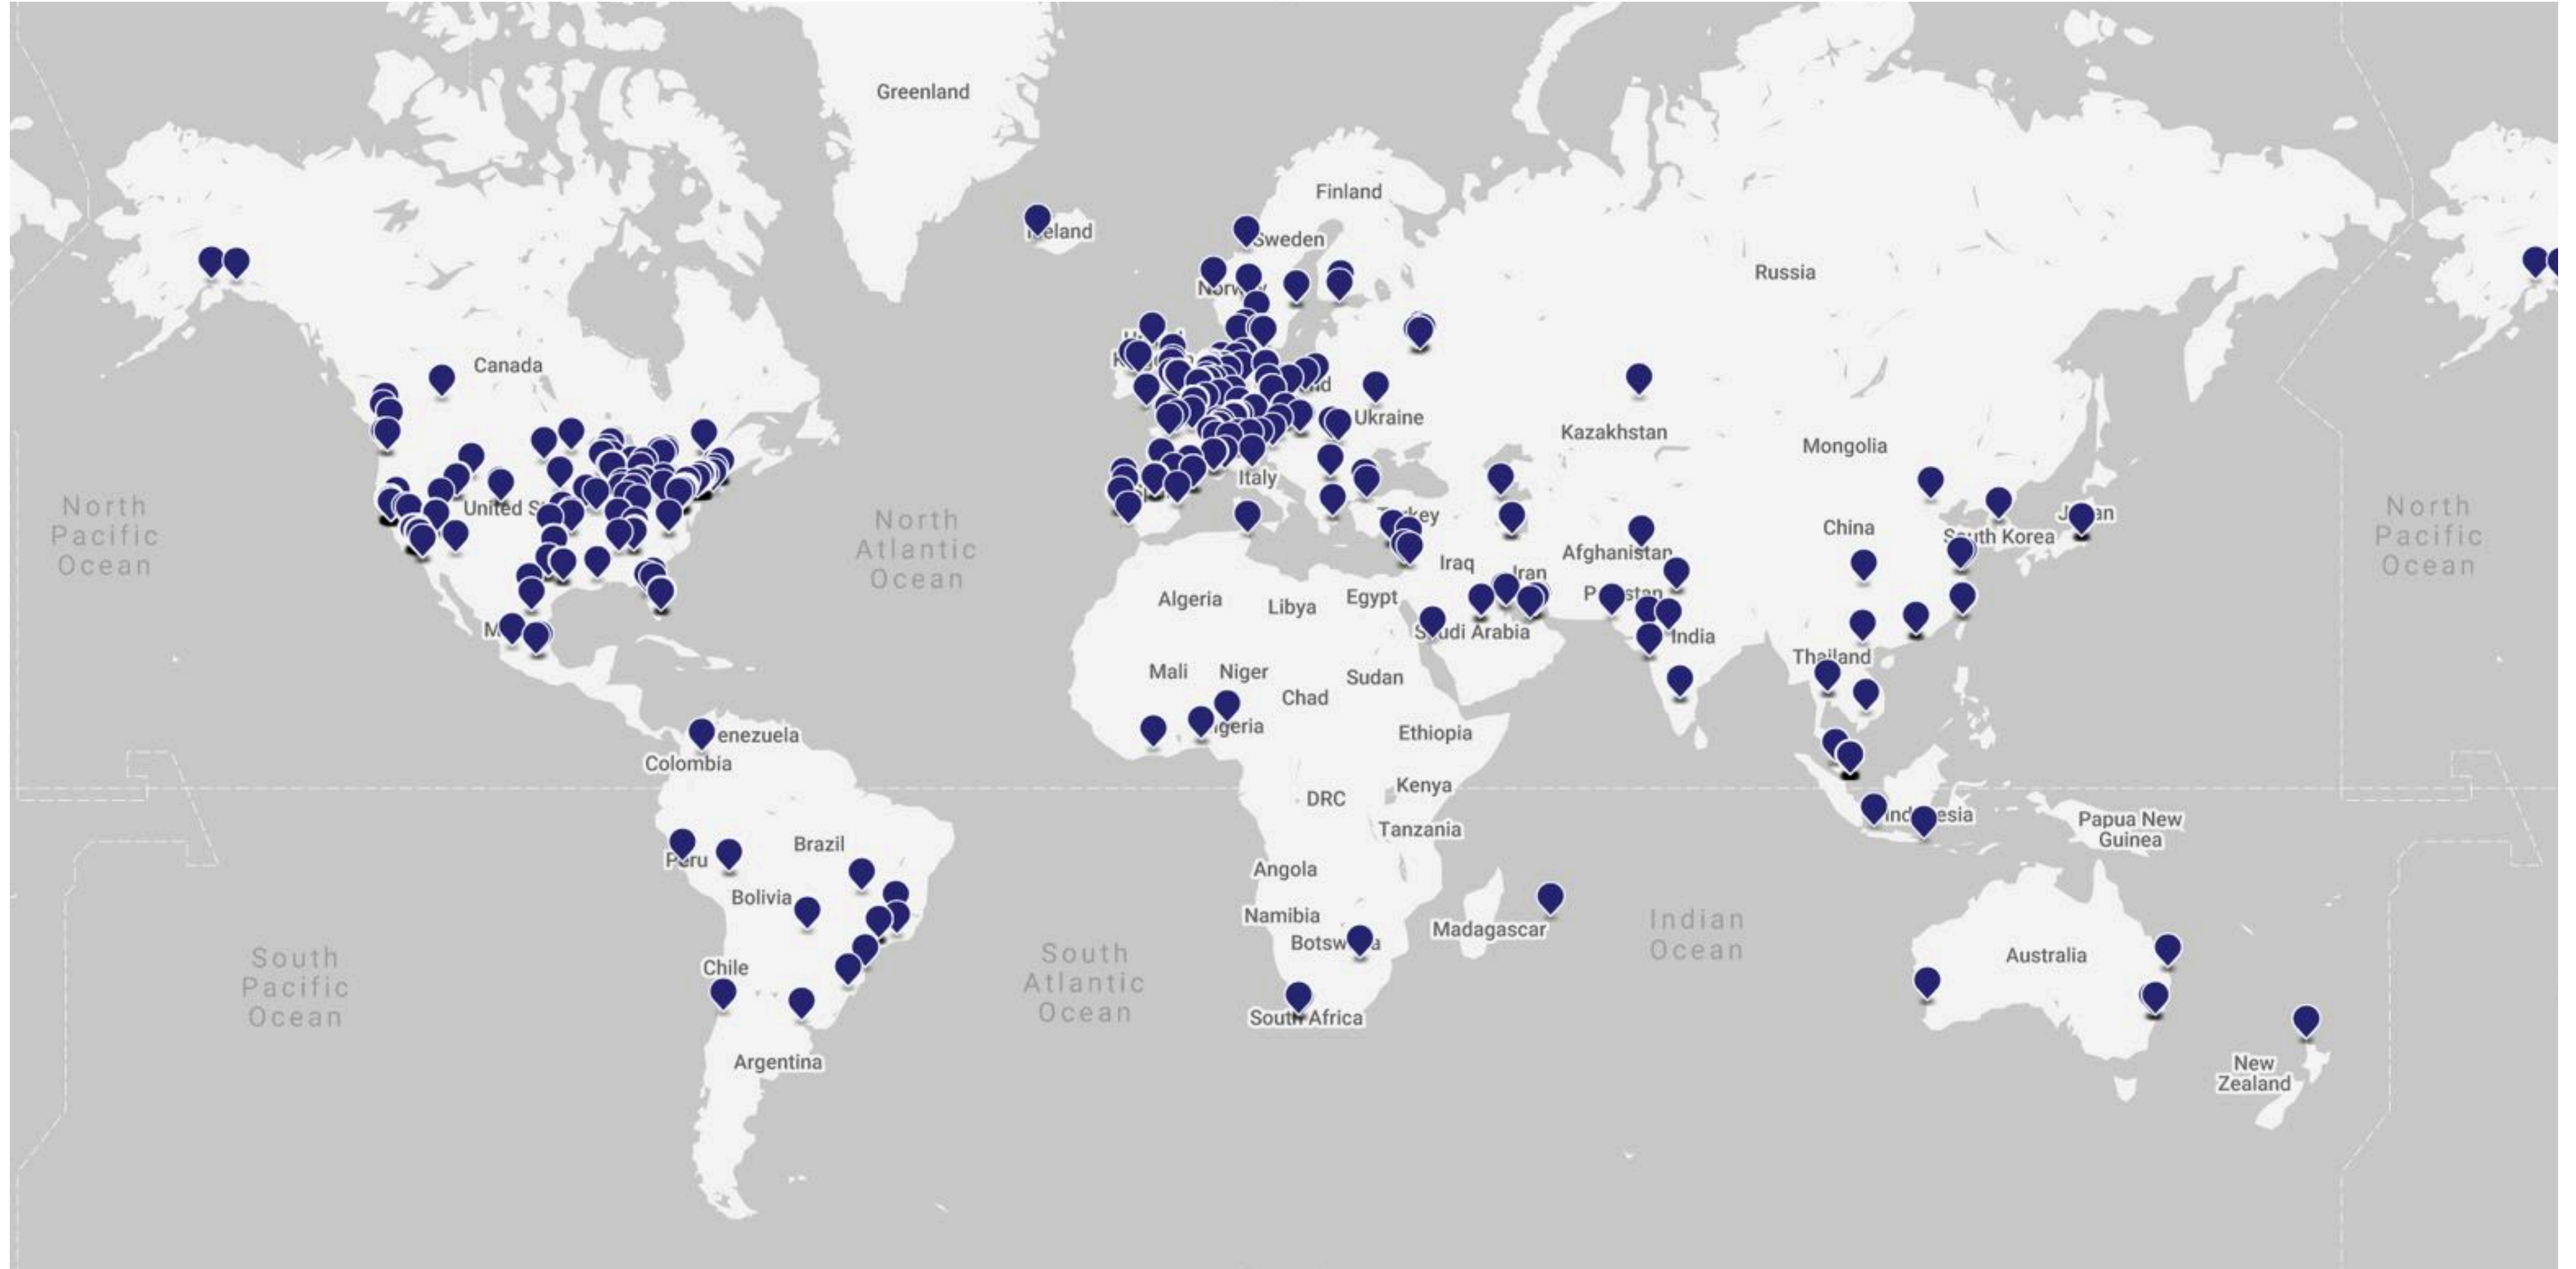 Greenland
Finland
Sweden
Russia
Canada
Ukraine
Kazakhstan
Mongolia
Italy
North
Pacific
Ocean
North
Atlantic
Ocean
North
Pacific
Ocean
China
South Korea
Afghanistan
Iraq
Iran
Algeria
Libya
Egypt
India
Thailand
Mali
Niger
Chad
Sudan
Ethiopia
Colombia
Kenya
DRC
Tanzania
Papua New
Guinea
Brazil
Angola
Bolivia
Namibia
Madagascar
Indian
Ocean
South
Pacific
Ocean
South
Atlantic
Ocean
Chile
Australia
South Africa
Argentina
New
Zealand